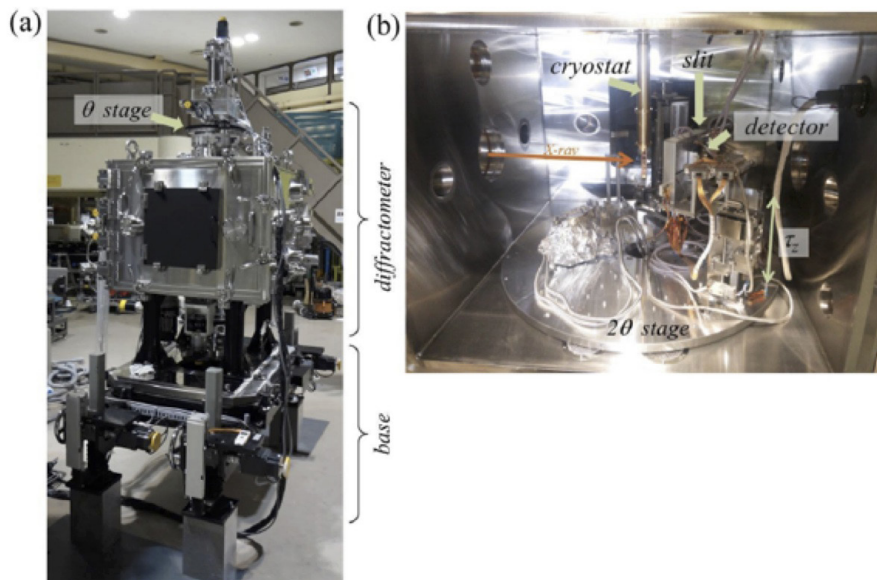 (a)
θ stage
diffractometer
base
(b)
cryostat
slit
detector
X-ray
τz
2θ stage